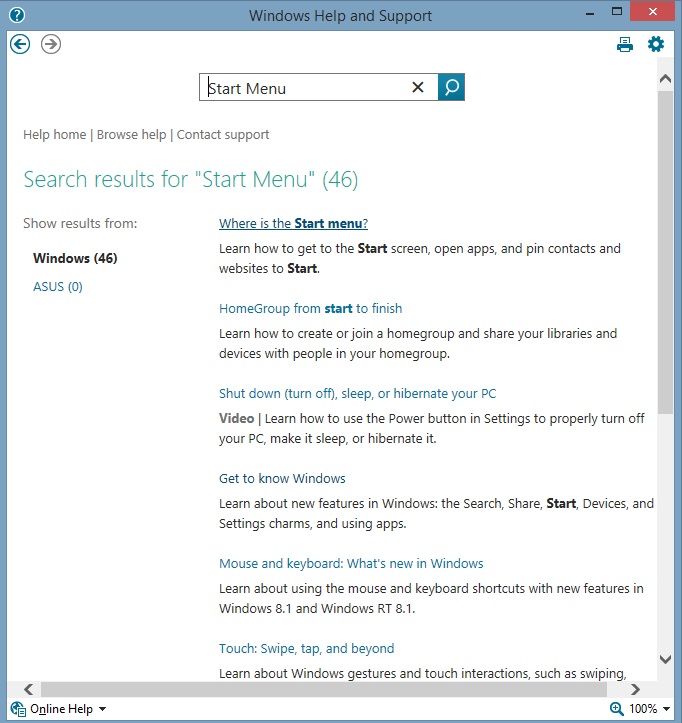 Windows Help and Support
Start Menu
Help home | Browse help | Contact support
Search results for "Start Menu" (46)
Show results from:
Windows (46)
ASUS (0)
Where is the Start menu?
Learn how to get to the Start screen, open apps, and pin contacts and
websites to Start.
HomeGroup from start to finish
Learn how to create or join a homegroup and share your libraries and
devices with people in your homegroup.
Shut down (turn off), sleep, or hibernate your PC
Video | Learn how to use the Power button in Settings to properly turn off
your PC, make it sleep, or hibernate it.
Get to know Windows
Learn about new features in Windows: the Search, Share, Start, Devices, and
Settings charms, and using apps.
Mouse and keyboard: What's new in Windows
Learn about using the mouse and keyboard shortcuts with new features in
Windows 8.1 and Windows RT 8.1.
Touch: Swipe, tap, and beyond
Learn about Windows gestures and touch interactions, such as swiping,
Online Help
100%